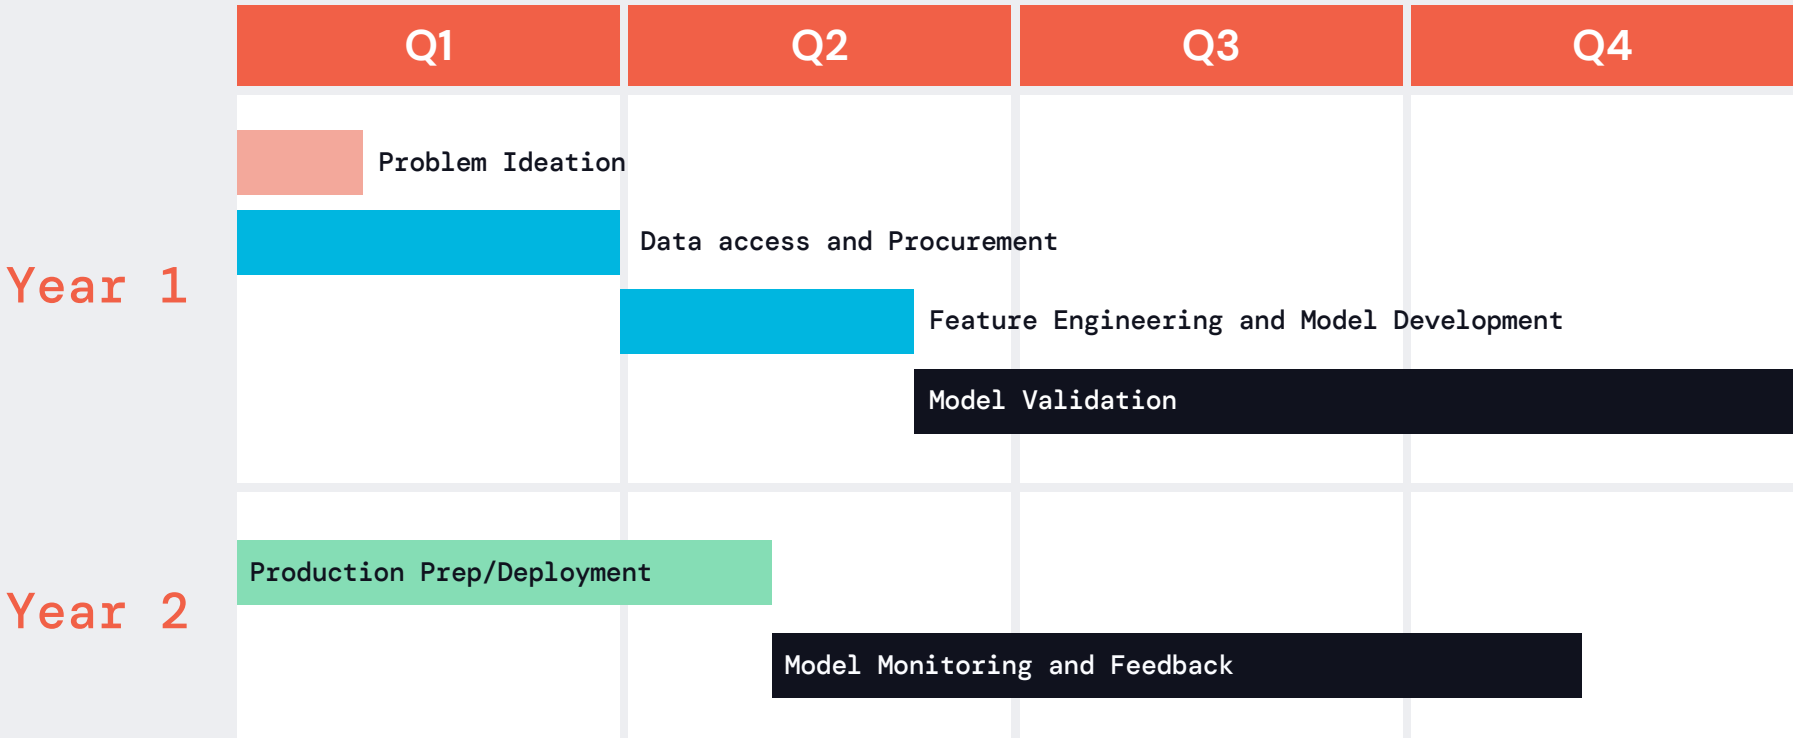 Q1 Q2 Q3 Q4
Problem Ideation
Data access and Procurement
Year 1
Feature Engineering and Model Development
Model Validation
Production Prep/Deployment
Year 2
Model Monitoring and Feedback